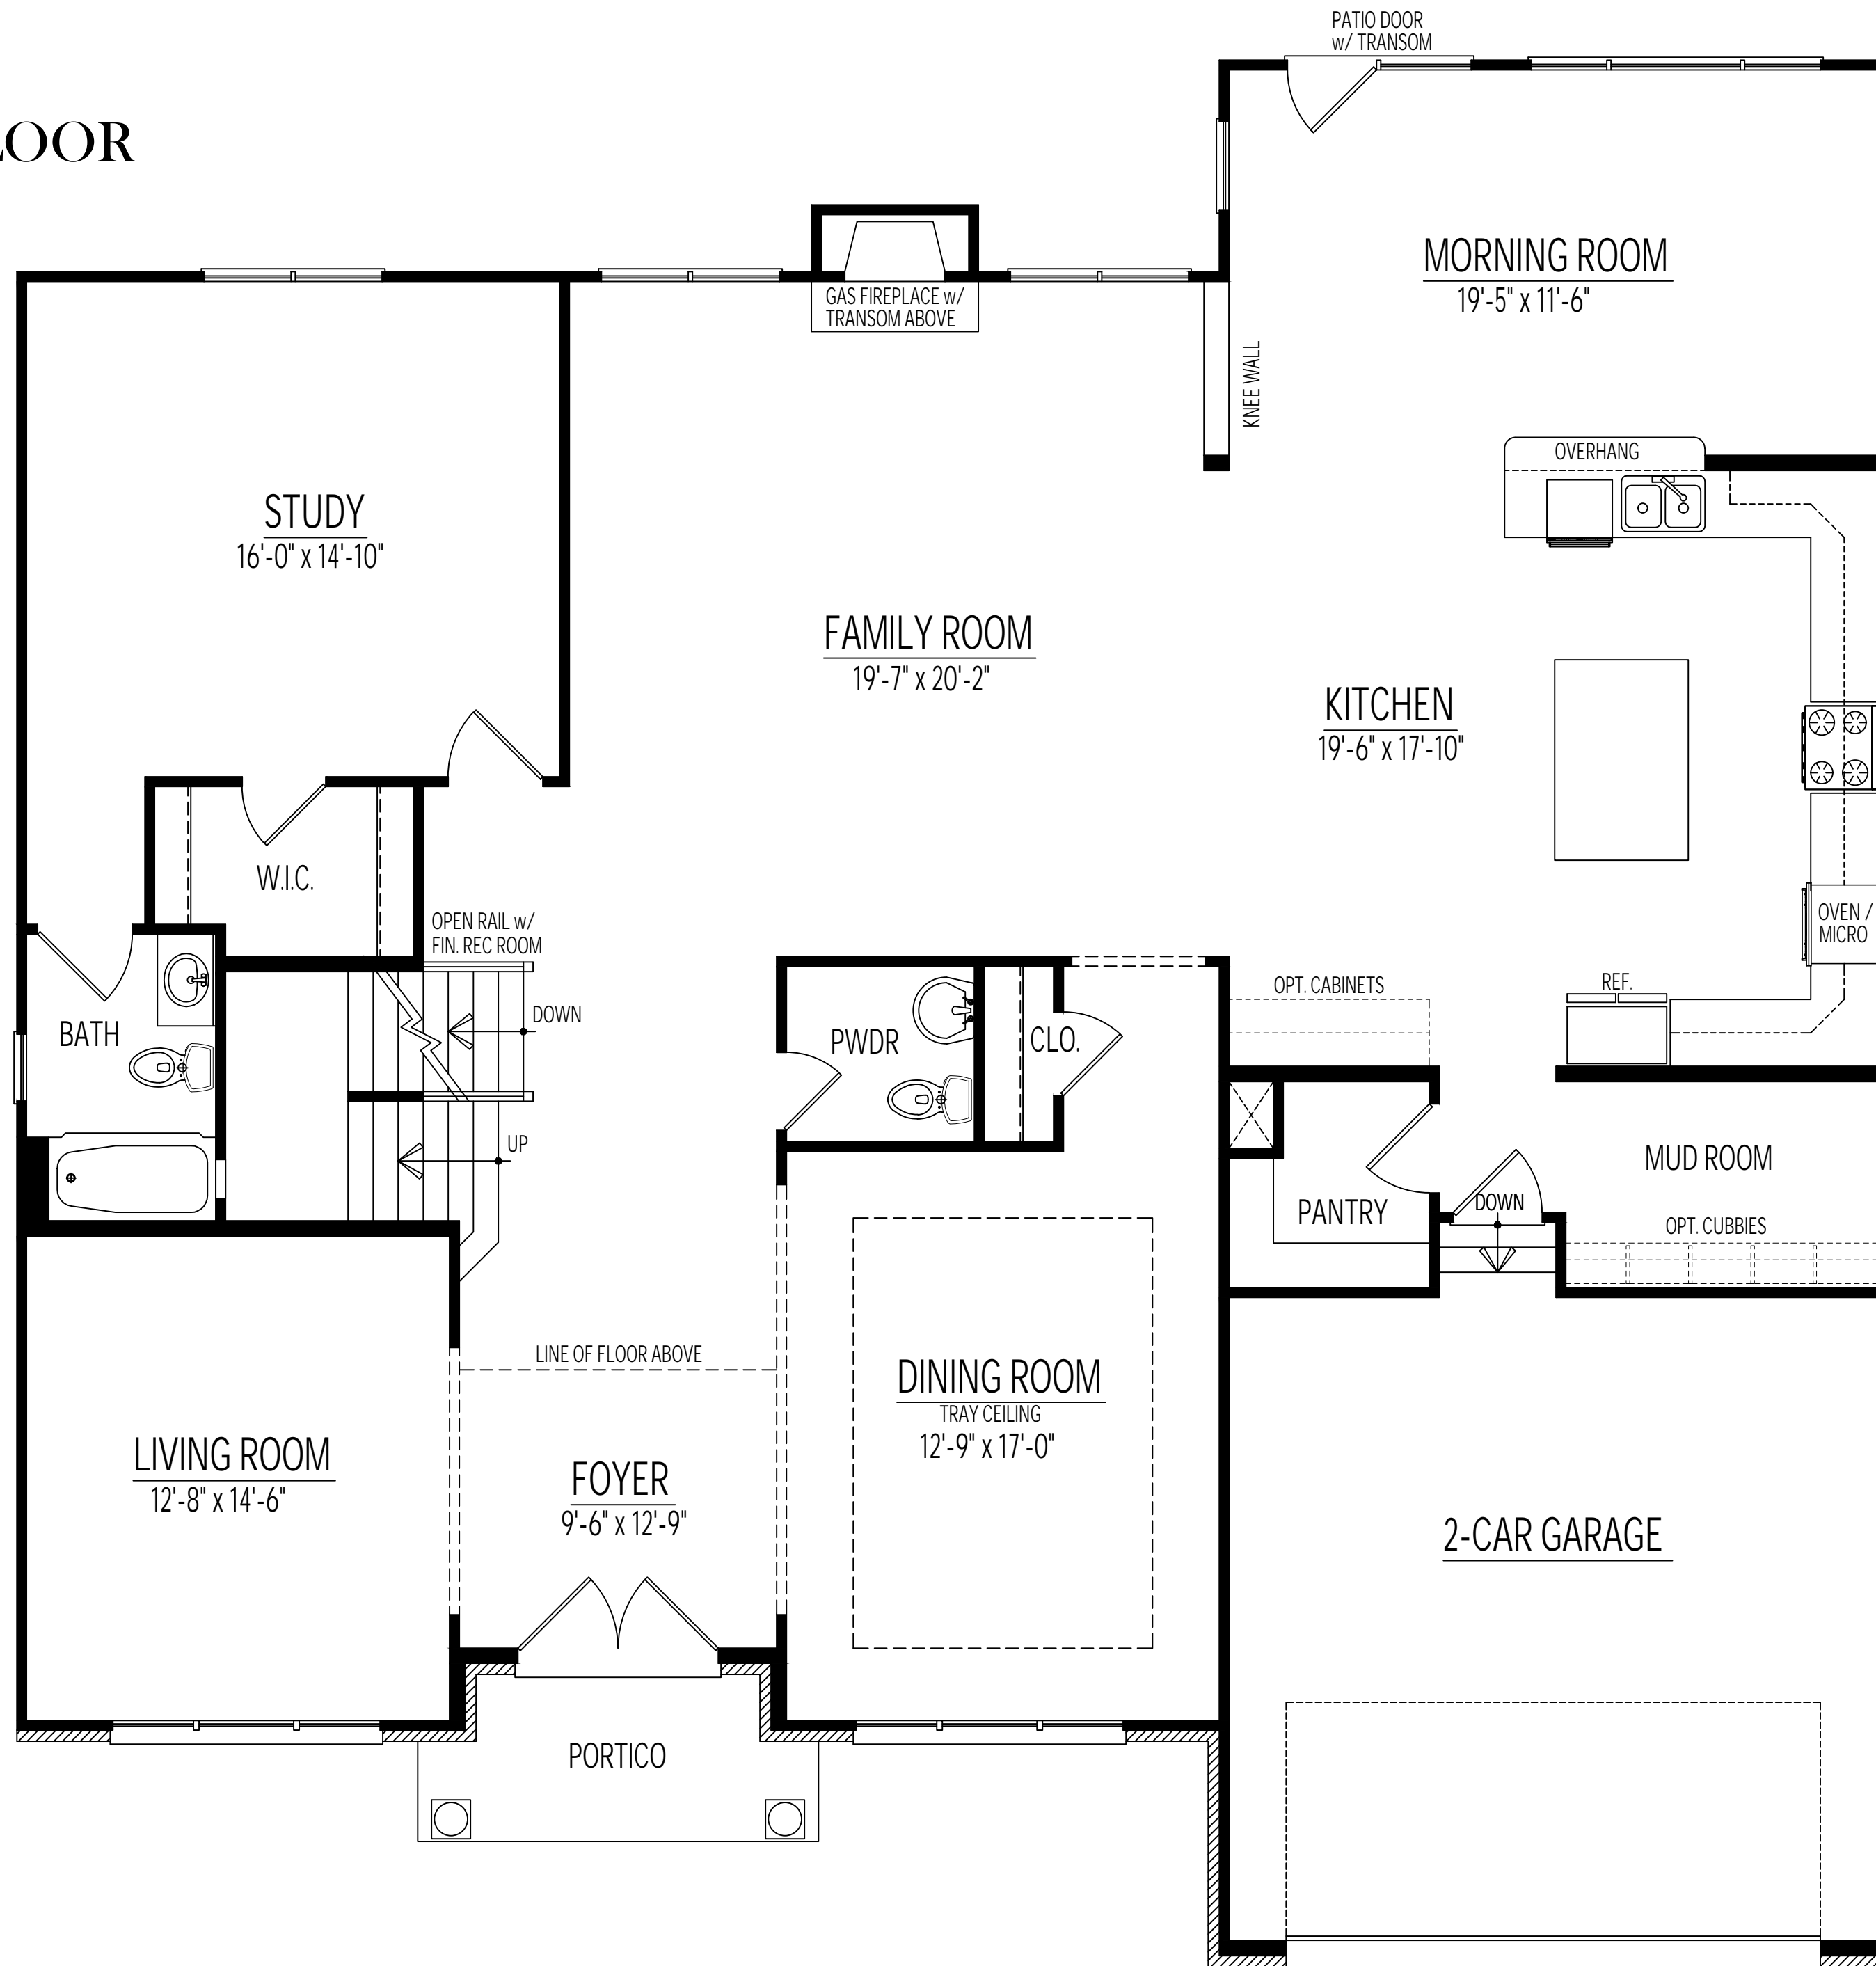 PATIO DOOR
w/ TRANSOM
LOOR
MORNING ROOM
19'-5" x 11'-6"
GAS FIREPLACE w/
TRANSOM ABOVE
KNEE WALL
OVERHANG
STUDY
16'-0" x 14'-10"
FAMILY ROOM
19'-7" x 20'-2"
KITCHEN
19'-6" x 17'-10"
W.I.C.
OPEN RAIL w/
FIN. REC ROOM
OVEN /
MICRO
OPT. CABINETS
REF.
DOWN
BATH
PWDR
CLO.
UP
MUD ROOM
PANTRY
DOWN
OPT. CUBBIES
LINE OF FLOOR ABOVE
DINING ROOM
TRAY CEILING
12'-9" x 17'-0"
LIVING ROOM
12'-8" x 14'-6"
FOYER
9'-6" x 12'-9"
2-CAR GARAGE
PORTICO